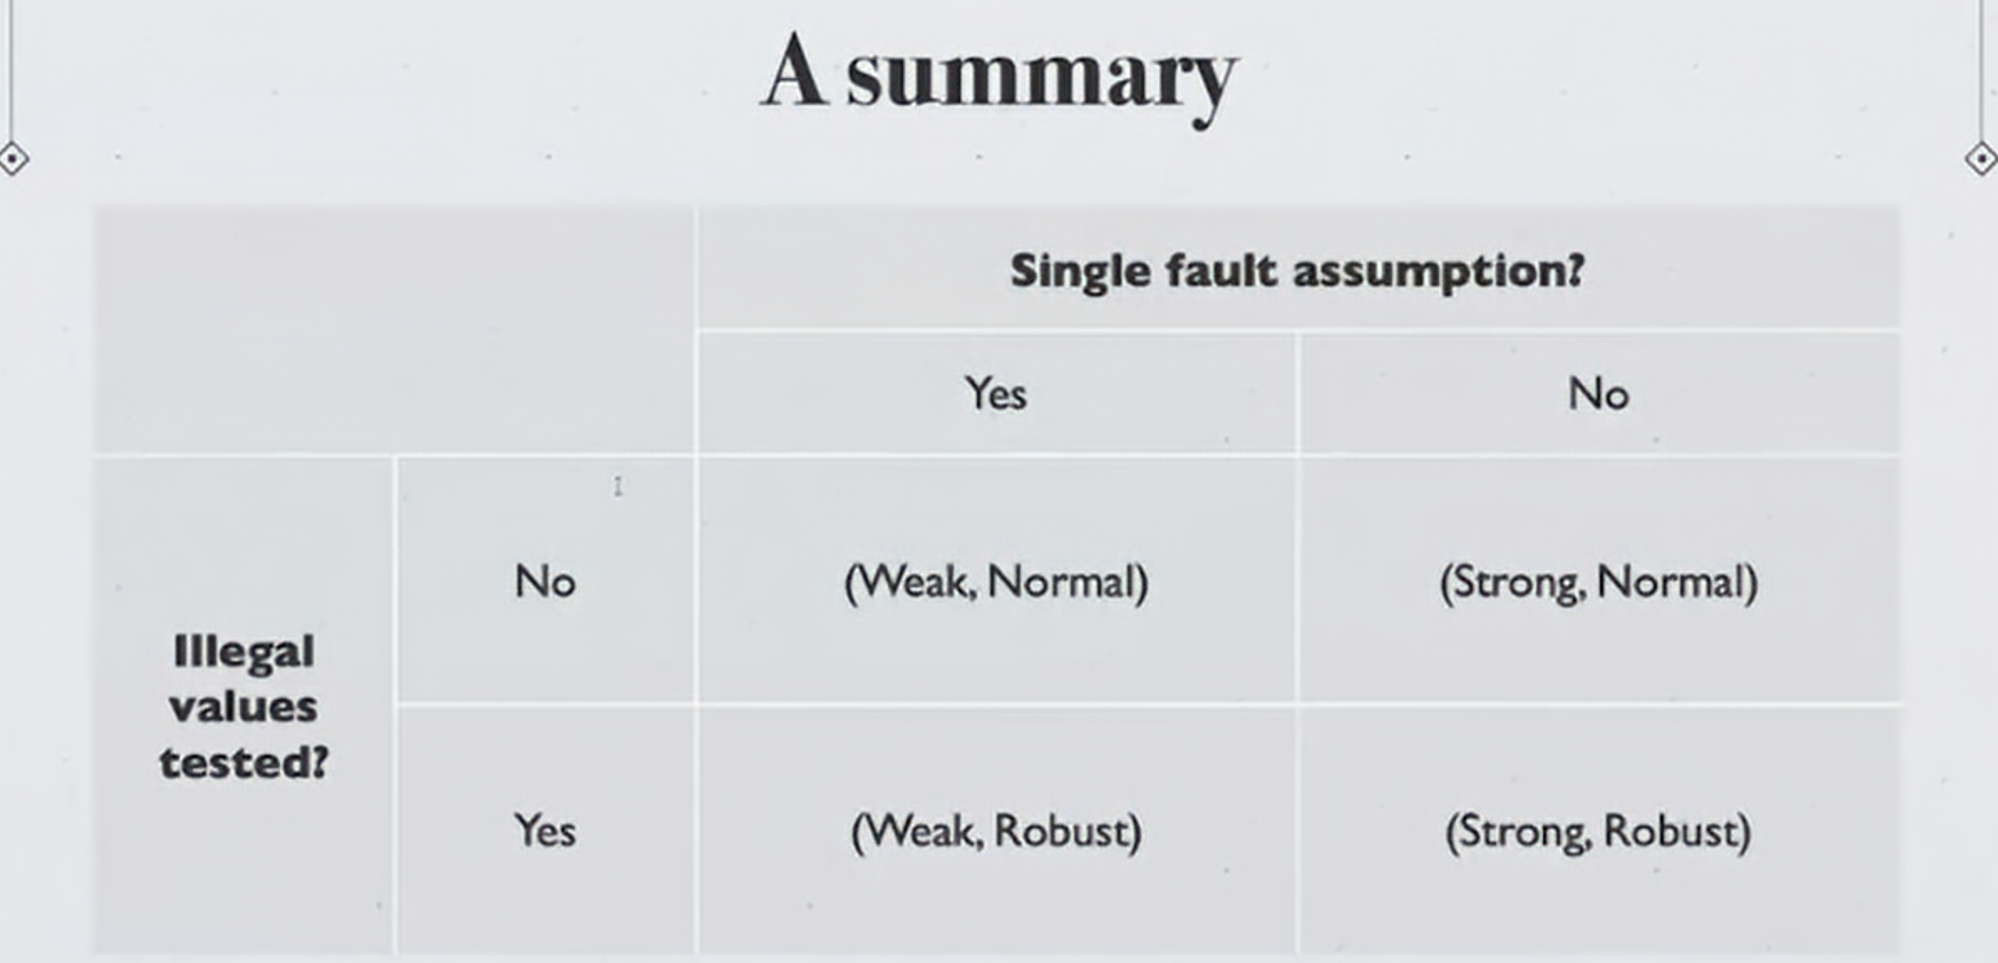 A summary
Single fault assumption?
Yes
No
Illegal
values
tested?
No
(Weak, Normal)
(Strong, Normal)
Yes
(Weak, Robust)
(Strong, Robust)